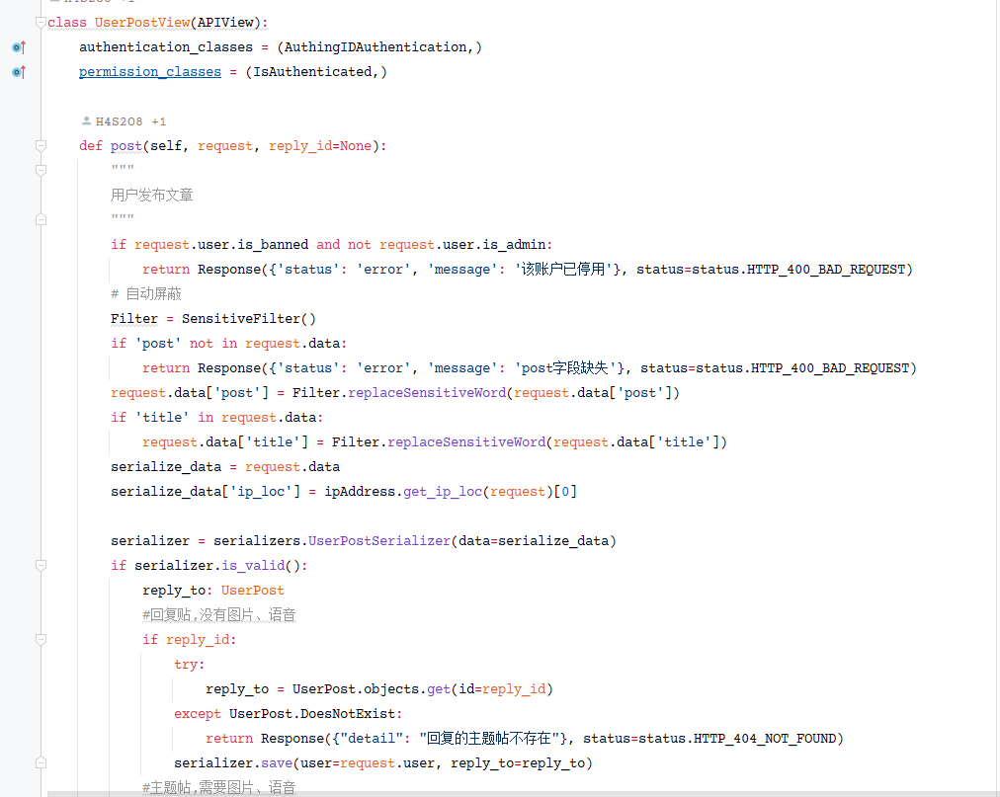 class UserPostView(APIView):
    authentication_classes = (AuthingIDAuthentication,)
    permission_classes = (IsAuthenticated,)
    H4S2O8 +1
    def post(self, request, reply_id=None):
        """
        用户发布文章
        """
        if request.user.is_banned and not request.user.is_admin:
            return Response({'status': 'error', 'message': '该账户已停用'}, status=status.HTTP_400_BAD_REQUEST)
        # 自动屏蔽
        Filter = SensitiveFilter()
        if 'post' not in request.data:
            return Response({'status': 'error', 'message': 'post字段缺失'}, status=status.HTTP_400_BAD_REQUEST)
        request.data['post'] = Filter.replaceSensitiveWord(request.data['post'])
        if 'title' in request.data:
            request.data['title'] = Filter.replaceSensitiveWord(request.data['title'])
        serialize_data = request.data
        serialize_data['ip_loc'] = ipAddress.get_ip_loc(request)[0]
        serializer = serializers.UserPostSerializer(data=serialize_data)
        if serializer.is_valid():
            reply_to: UserPost
            #回复贴,没有图片、语音
            if reply_id:
                try:
                    reply_to = UserPost.objects.get(id=reply_id)
                except UserPost.DoesNotExist:
                    return Response({"detail": "回复的主题帖不存在"}, status=status.HTTP_404_NOT_FOUND)
                serializer.save(user=request.user, reply_to=reply_to)
            #主题帖,需要图片、语音